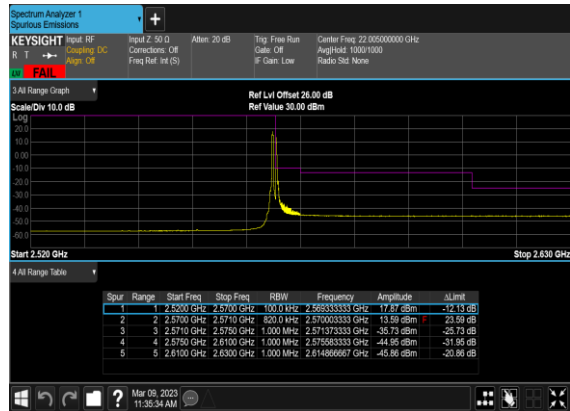 Spectrum Analyzer 1
Spurious Emissions
KEYSIGHT Input: RF Input Z: 50 Ω Atten: 20 dB Trig: Free Run Center Freq: 22.005000000 GHz
R T Coupling: DC Corrections: Off Gate: Off Avg|Hold: 1000/1000
Align: Off Freq Ref: Int (S) IF Gain: Low Radio Std: None
FAIL
3 All Range Graph
Ref Lvl Offset 26.00 dB
Scale/Div 10.0 dB Ref Value 30.00 dBm
Log
20.0
10.0
0.00
-10.0
-20.0
-30.0
-40.0
-50.0
-60.0
Start 2.520 GHz Stop 2.630 GHz
4 All Range Table
Spur Range Start Freq Stop Freq RBW Frequency Amplitude ΔLimit
1 1 2.5200 GHz 2.5700 GHz 100.0 kHz 2.569333333 GHz 17.87 dBm -12.13 dB
2 2 2.5700 GHz 2.5710 GHz 820.0 kHz 2.570003333 GHz 13.59 dBm F 23.59 dB
3 3 2.5710 GHz 2.5750 GHz 1.000 MHz 2.571373333 GHz -35.73 dBm -25.73 dB
4 4 2.5750 GHz 2.6100 GHz 1.000 MHz 2.575583333 GHz -44.95 dBm -31.95 dB
5 5 2.6100 GHz 2.6300 GHz 1.000 MHz 2.614866667 GHz -45.86 dBm -20.86 dB
? Mar 09, 2023
11:35:34 AM